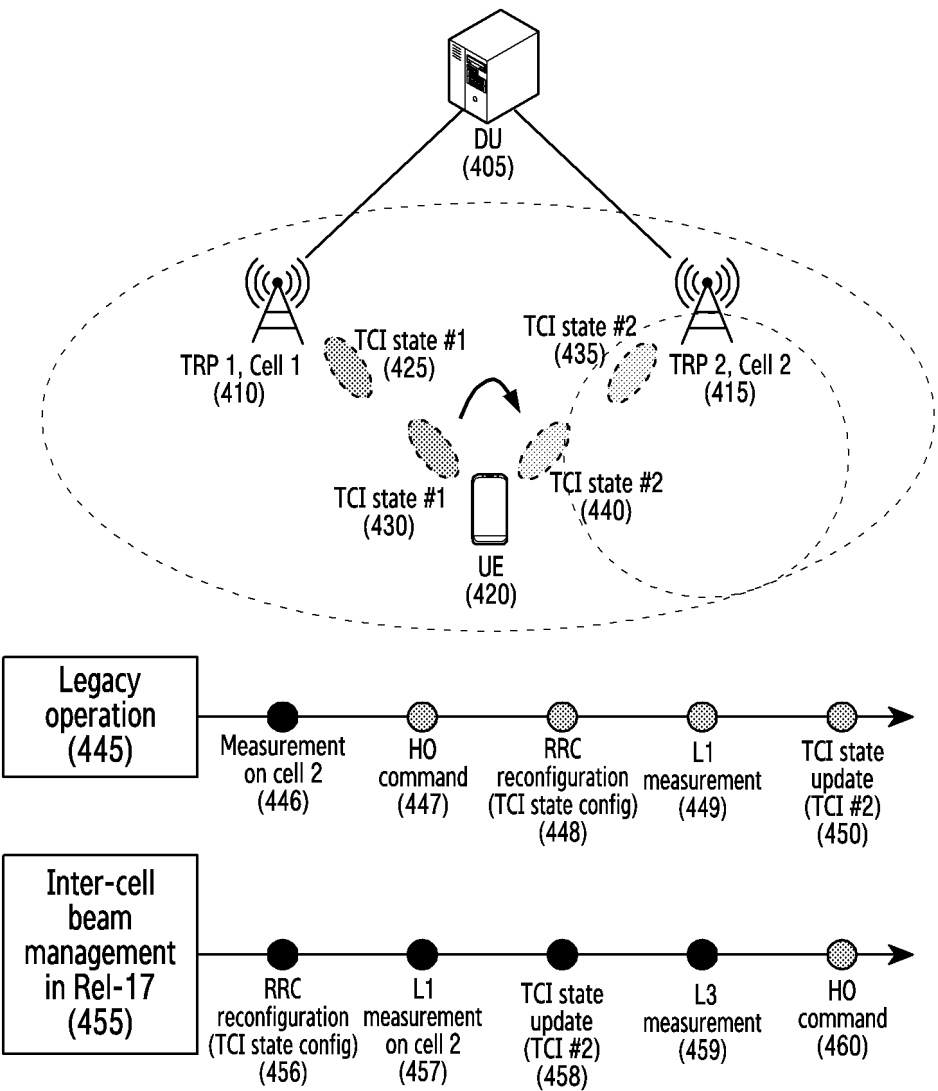 DU
(405)
TCI state #1
(425)
TCI state #2
(435)
TRP 1, Cell 1
(410)
TRP 2, Cell 2
(415)
TCI state #1
(430)
TCI state #2
(440)
UE
(420)
Legacy
operation
(445)
Measurement
on cell 2
(446)
HO
command
(447)
RRC
reconfiguration
(TCI state config)
(448)
L1
measurement
(449)
TCI state
update
(TCI #2)
(450)
Inter-cell
beam
management
in Rel-17
(455)
RRC
reconfiguration
(TCI state config)
(456)
L1
measurement
on cell 2
(457)
TCI state
update
(TCI #2)
(458)
L3
measurement
(459)
HO
command
(460)